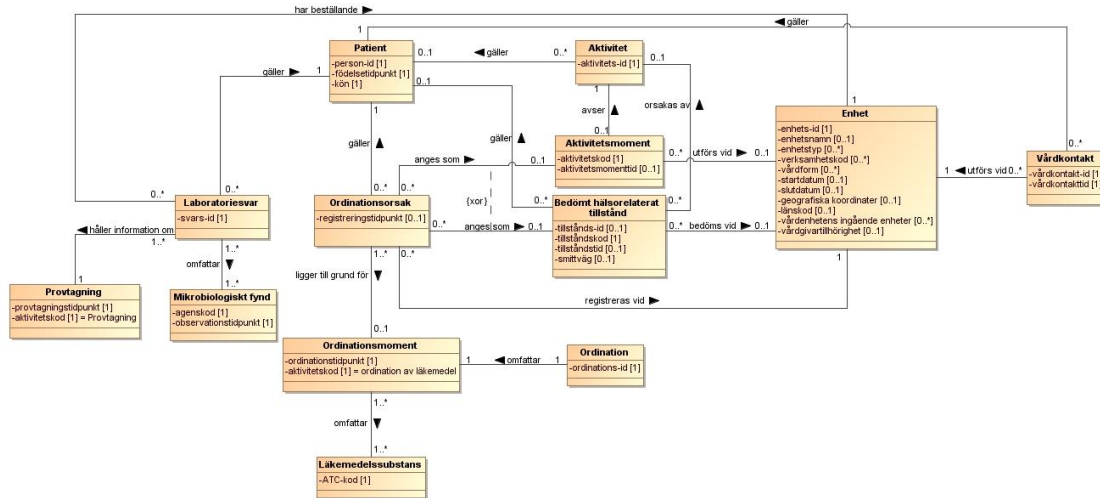 har beställande ►
1
1
◄ gäller
Patient
-person-id [1]
-födelsetidpunkt [1]
-kön [1]
0..1
◄ gäller
0..*
Aktivitet
-aktivitets-id [1]
0..1
gäller ►
1
0..1
1
1
orsakas av
avser
gäller
gäller
1
Enhet
-enhets-id [1]
-enhetsnamn [0..1]
-enhetstyp [0..*]
-verksamhetskod [0..*]
-vårdform [0..*]
-startdatum [0..1]
-slutdatum [0..1]
-geografiska koordinater [0..1]
-länskod [0..1]
-vårdenhetens ingående enheter [0..*]
-vårdgivartillhörighet [0..1]
0..1
Aktivitetsmoment
-aktivitetskod [1]
-aktivitetsmomenttid [0..1]
0..*
utförs vid ►
0..1
0..*
Vårdkontakt
-vårdkontakt-id [1]
-vårdkontakttid [0..1]
1
◄ utförs vid
0..*
anges som ►
0..1
0..*
0..*
0..*
0..*
{xor}
0..*
0..*
Laboratoriesvar
-svars-id [1]
Ordinationsorsak
-registreringstidpunkt [0..1]
0..*
anges som ►
0..1
Bedömt hälsorelaterat
tillstånd
-tillstånds-id [0..1]
-tillståndskod [1]
-tillståndstid [0..1]
-smittväg [0..1]
0..*
bedöms vid ►
0..1
◄ håller information om
1..*
1..*
omfattar
1..*
0..*
1
ligger till grund för
1
1..*
registreras vid ►
Provtagning
-provtagningstidpunkt [1]
-aktivitetskod [1] = Provtagning
Mikrobiologiskt fynd
-agenskod [1]
-observationstidpunkt [1]
0..1
Ordinationsmoment
-ordinationstidpunkt [1]
-aktivitetskod [1] = ordination av läkemedel
1
◄ omfattar
1
Ordination
-ordinations-id [1]
1..*
omfattar
1..*
Läkemedelssubstans
-ATC-kod [1]